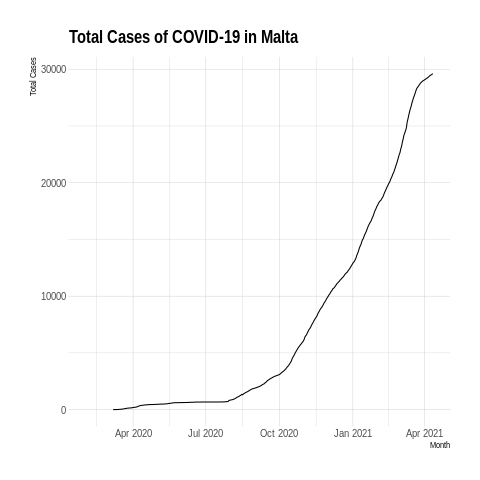 Total Cases of COVID-19 in Malta
Total Cases
30000
20000
10000
0
Apr 2020 Jul 2020 Oct 2020 Jan 2021 Apr 2021
Month